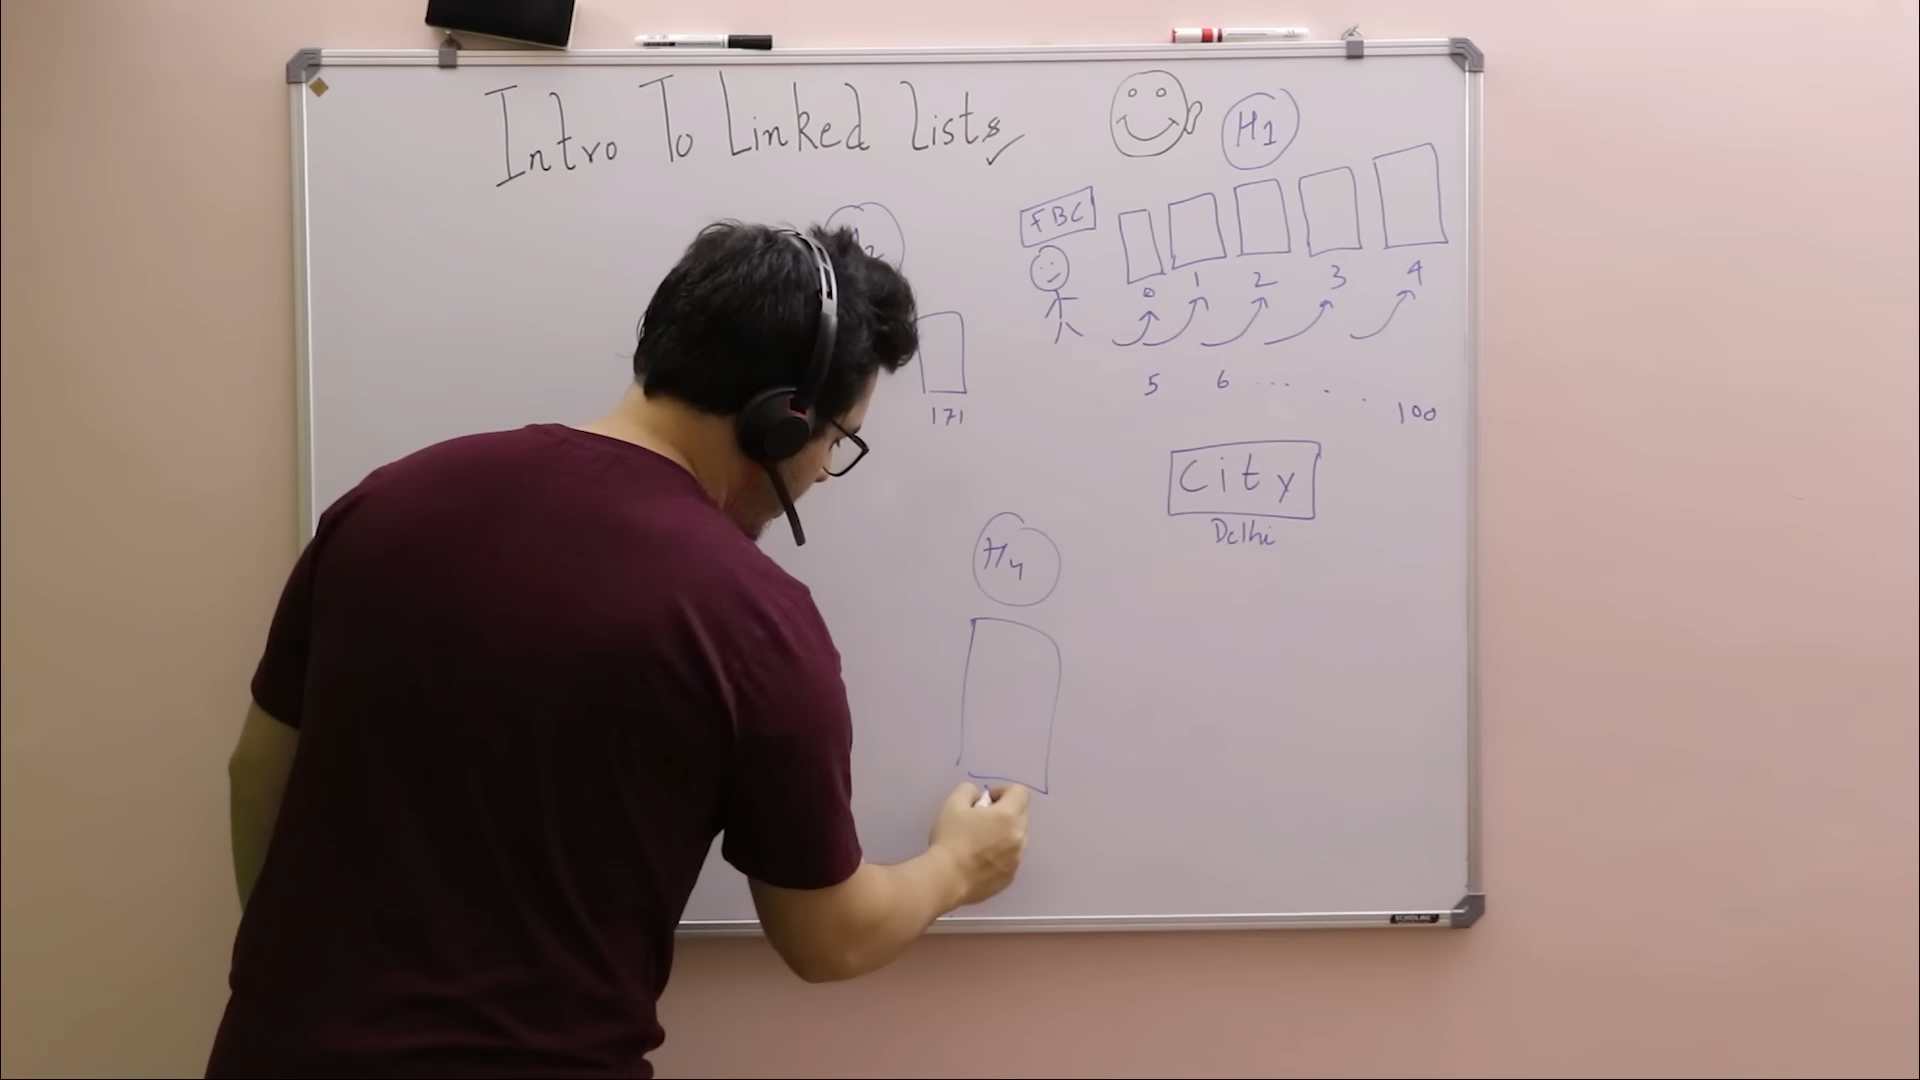 Intro To Linked Lists
H1
FBC
0 1 2 3 4
171
5 6 .... . . 100
City
Delhi
H4